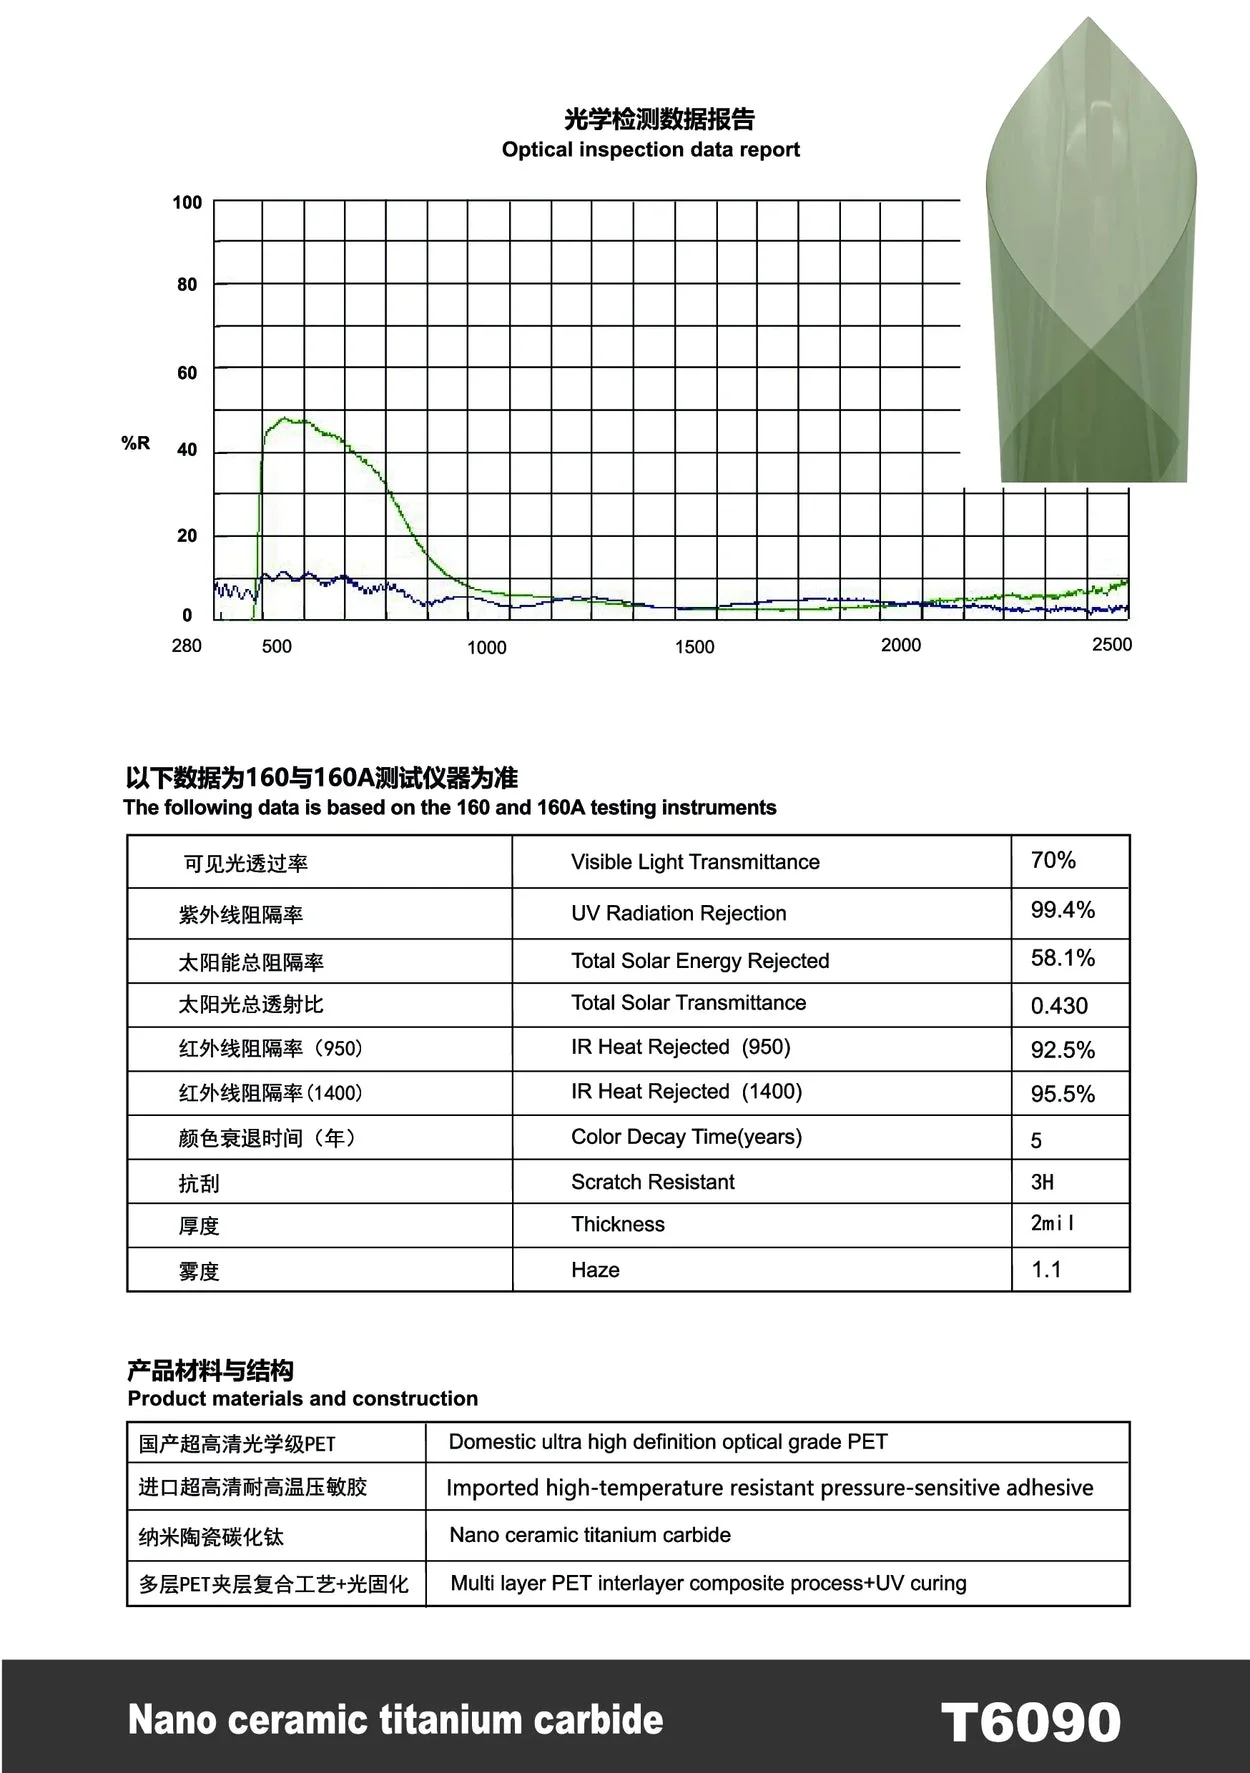 光学检测数据报告
Optical inspection data report
100
80
60
%R
40
20
0
280 500 1000 1500 2000 2500
以下数据为160与160A测试仪器为准
The following data is based on the 160 and 160A testing instruments
可见光透过率 Visible Light Transmittance 70%
紫外线阻隔率 UV Radiation Rejection 99.4%
太阳能总阻隔率 Total Solar Energy Rejected 58.1%
太阳光总透射比 Total Solar Transmittance 0.430
红外线阻隔率（950) IR Heat Rejected (950) 92.5%
红外线阻隔率(1400) IR Heat Rejected (1400) 95.5%
颜色衰退时间（年） Color Decay Time(years) 5
抗刮 Scratch Resistant 3H
厚度 Thickness 2mil
雾度 Haze 1.1
产品材料与结构
Product materials and construction
国产超高清光学级PET Domestic ultra high definition optical grade PET
进口超高清耐高温压敏胶 Imported high-temperature resistant pressure-sensitive adhesive
纳米陶瓷碳化钛 Nano ceramic titanium carbide
多层PET夹层复合工艺+光固化 Multi layer PET interlayer composite process+UV curing
Nano ceramic titanium carbide T6090